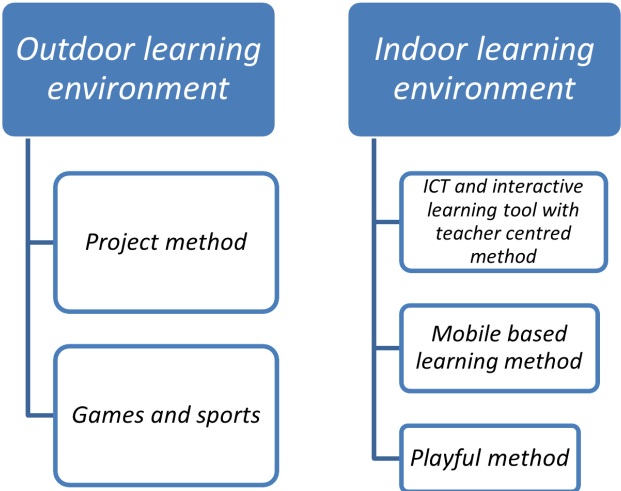 Outdoor learning
environment
Project method
Games and sports
Indoor learning
environment
ICT and interactive
learning tool with
teacher centred
method
Mobile based
learning method
Playful method